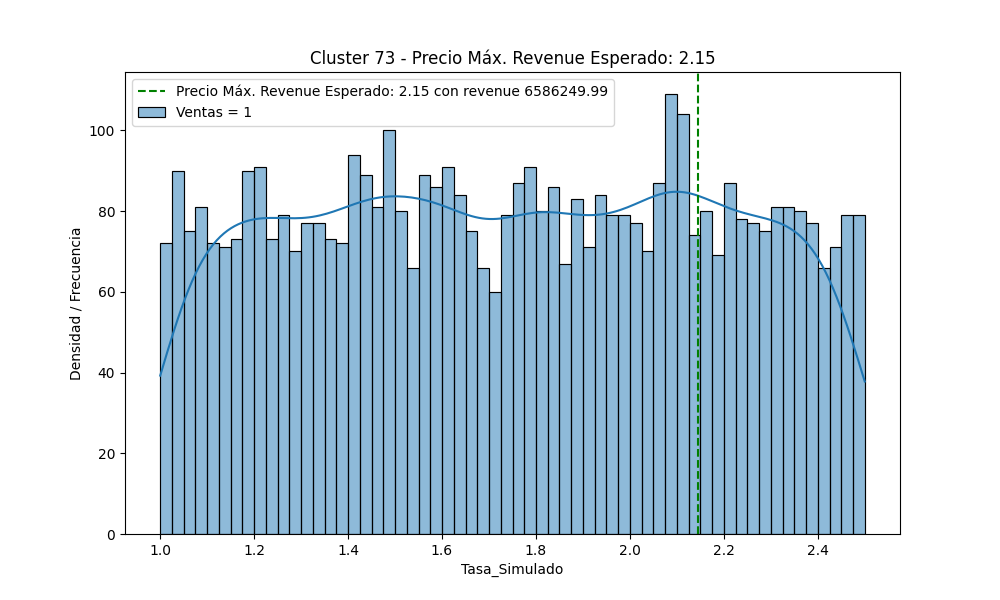 Cluster 73 - Precio Máx. Revenue Esperado: 2.15
Precio Máx. Revenue Esperado: 2.15 con revenue 6586249.99
Ventas = 1
Densidad / Frecuencia
100
80
60
40
20
0
1.0 1.2 1.4 1.6 1.8 2.0 2.2 2.4
Tasa_Simulado